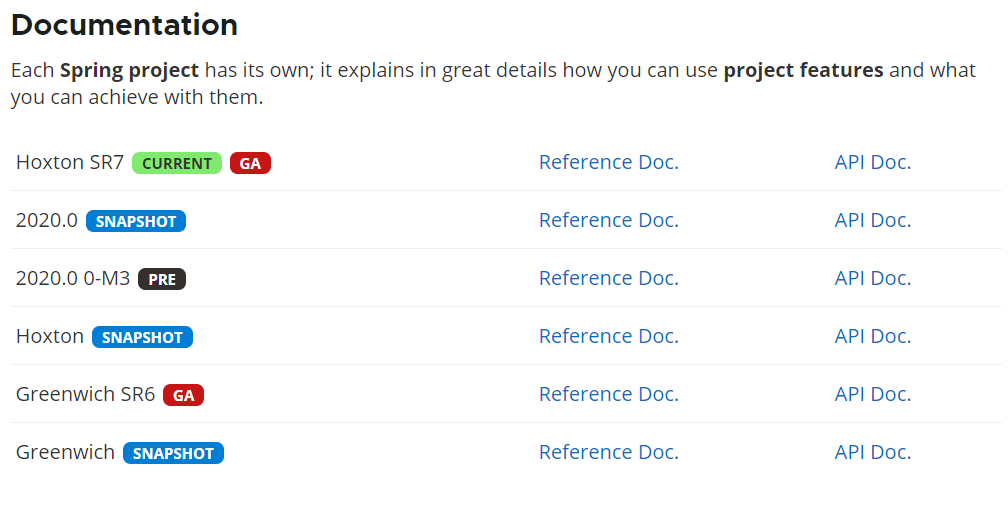 Documentation
Each Spring project has its own; it explains in great details how you can use project features and what
you can achieve with them.
Hoxton SR7 CURRENT GA Reference Doc. API Doc.
2020.0 SNAPSHOT Reference Doc. API Doc.
2020.0 0-M3 PRE Reference Doc. API Doc.
Hoxton SNAPSHOT Reference Doc. API Doc.
Greenwich SR6 GA Reference Doc. API Doc.
Greenwich SNAPSHOT Reference Doc. API Doc.